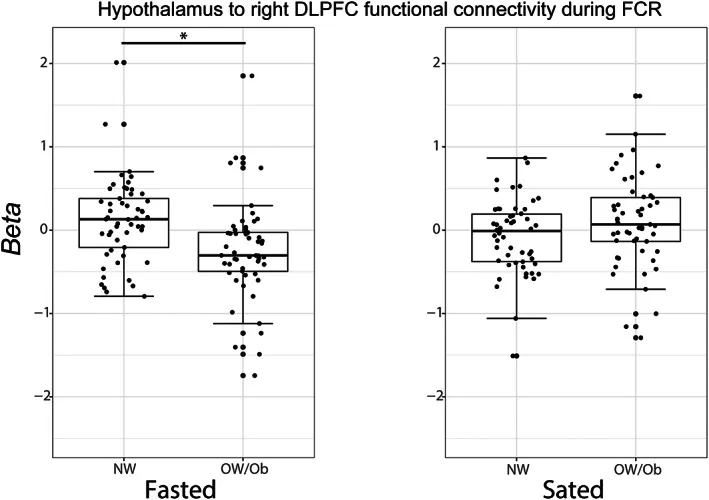 Hypothalamus to right DLPFC functional connectivity during FCR
*
Beta
2
1
0
−1
−2
NW OW/Ob
Fasted
2
1
0
−1
−2
NW OW/Ob
Sated